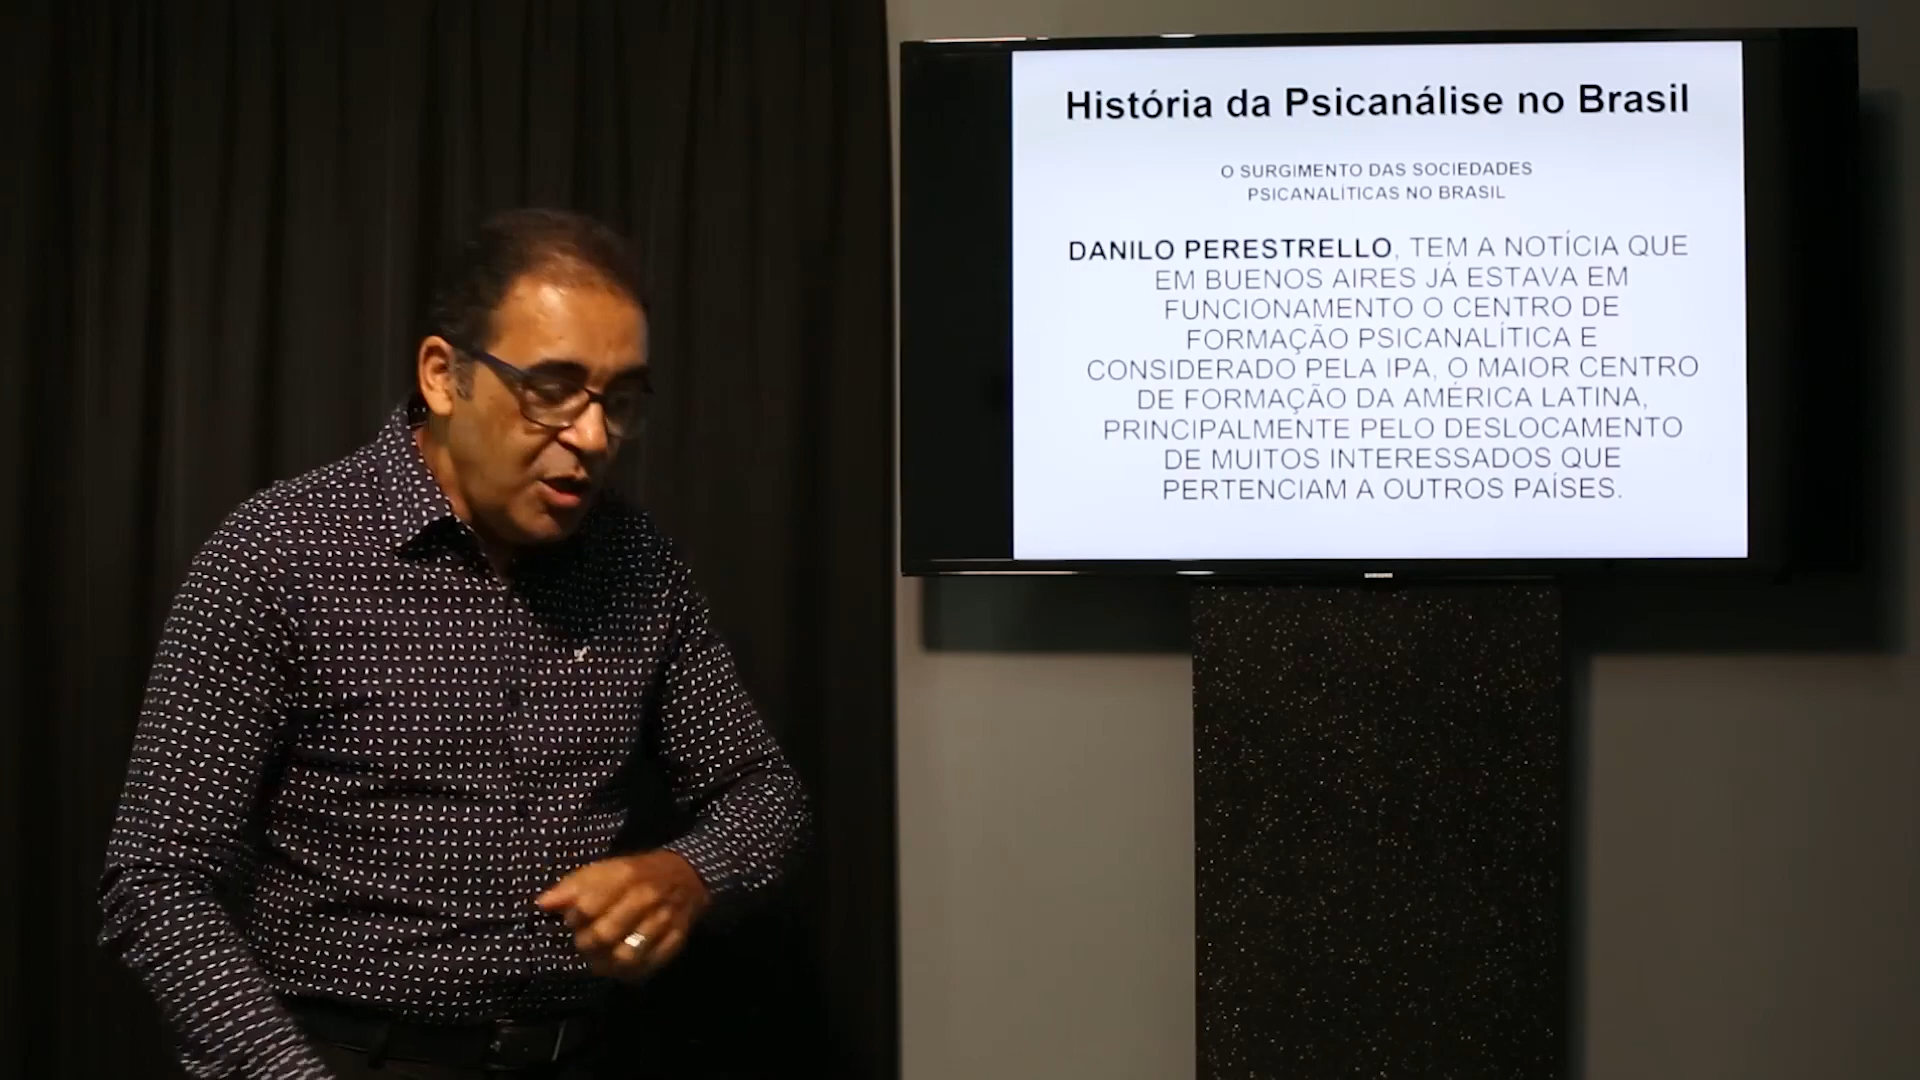 História da Psicanálise no Brasil
O SURGIMENTO DAS SOCIEDADES
PSICANALÍTICAS NO BRASIL
DANILO PERESTRELLO, TEM A NOTÍCIA QUE
EM BUENOS AIRES JÁ ESTAVA EM
FUNCIONAMENTO O CENTRO DE
FORMAÇÃO PSICANALÍTICA E
CONSIDERADO PELA IPA, O MAIOR CENTRO
DE FORMAÇÃO DA AMÉRICA LATINA,
PRINCIPALMENTE PELO DESLOCAMENTO
DE MUITOS INTERESSADOS QUE
PERTENCIAM A OUTROS PAÍSES.